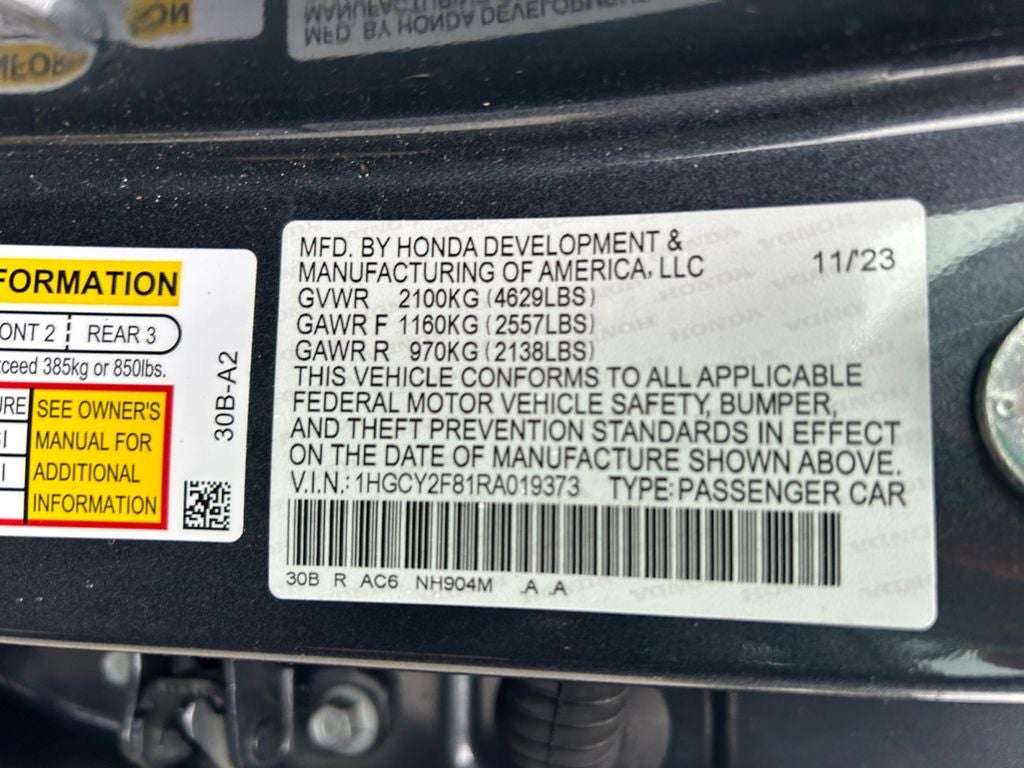 MFD. BY HONDA DEVELOPMENT
FORMATION
ONT 2 REAR 3
xceed 385kg or 850lbs.
SEE OWNER'S
MANUAL FOR
ADDITIONAL
INFORMATION
30B-A2
MFD. BY HONDA DEVELOPMENT &
MANUFACTURING OF AMERICA, LLC 11/'23
GVWR 2100KG (4629LBS)
GAWR F 1160KG (2557LBS)
GAWR R 970KG (2138LBS)
THIS VEHICLE CONFORMS TO ALL APPLICABLE
FEDERAL MOTOR VEHICLE SAFETY, BUMPER,
AND THEFT PREVENTION STANDARDS IN EFFECT
ON THE DATE OF MANUFACTURE SHOWN ABOVE.
V.I.N.: 1HGCY2F81RA019373 TYPE: PASSENGER CAR
30B R AC6 NH904M .A .A